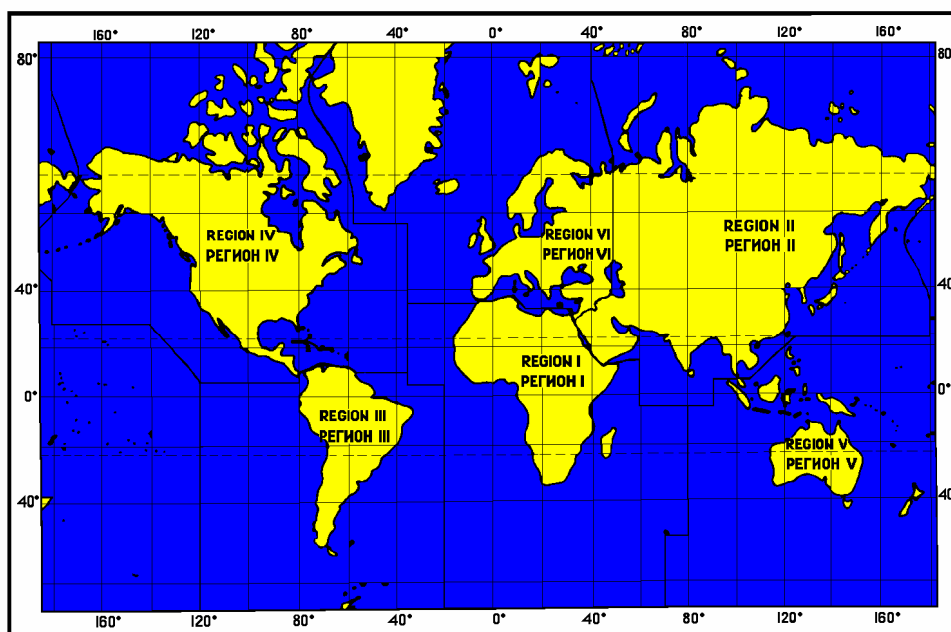 160° 120° 80° 40° 0° 40° 80° 120° 160°
80° 80
REGION IV
РЕГИОН IV
REGION VI
РЕГИОН VI
REGION II
РЕГИОН II
40° 40
REGION I
РЕГИОН I
0° 0°
REGION III
РЕГИОН III
REGION V
РЕГИОН V
40° 40
160° 120° 80° 40° 0° 40° 80° 120° 160°